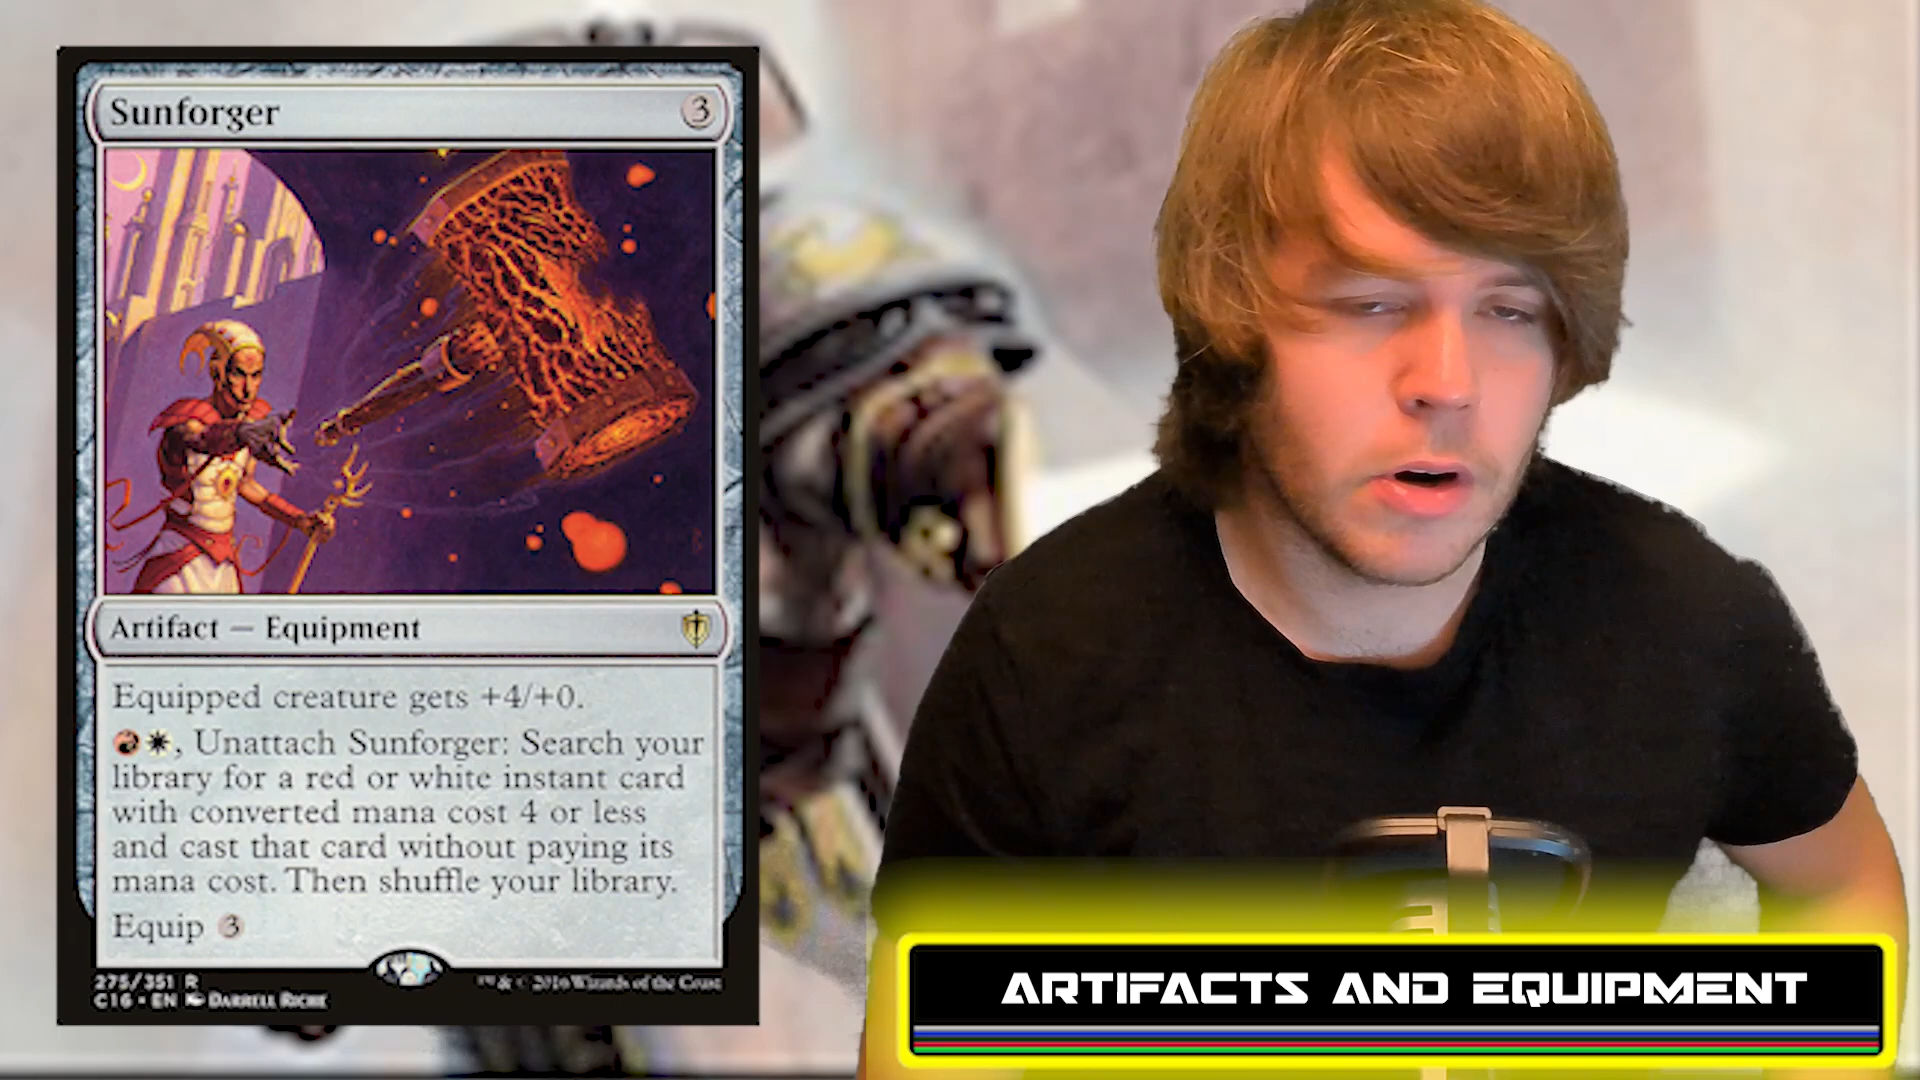 Sunforger 3
Artifact — Equipment
Equipped creature gets +4/+0.
, Unattach Sunforger: Search your
library for a red or white instant card
with converted mana cost 4 or less
and cast that card without paying its
mana cost. Then shuffle your library.
Equip 3
275/351 R
C16 • EN DARRELL RICHE
™ & © 2016 Wizards of the Coast
ARTIFACTS AND EQUIPMENT